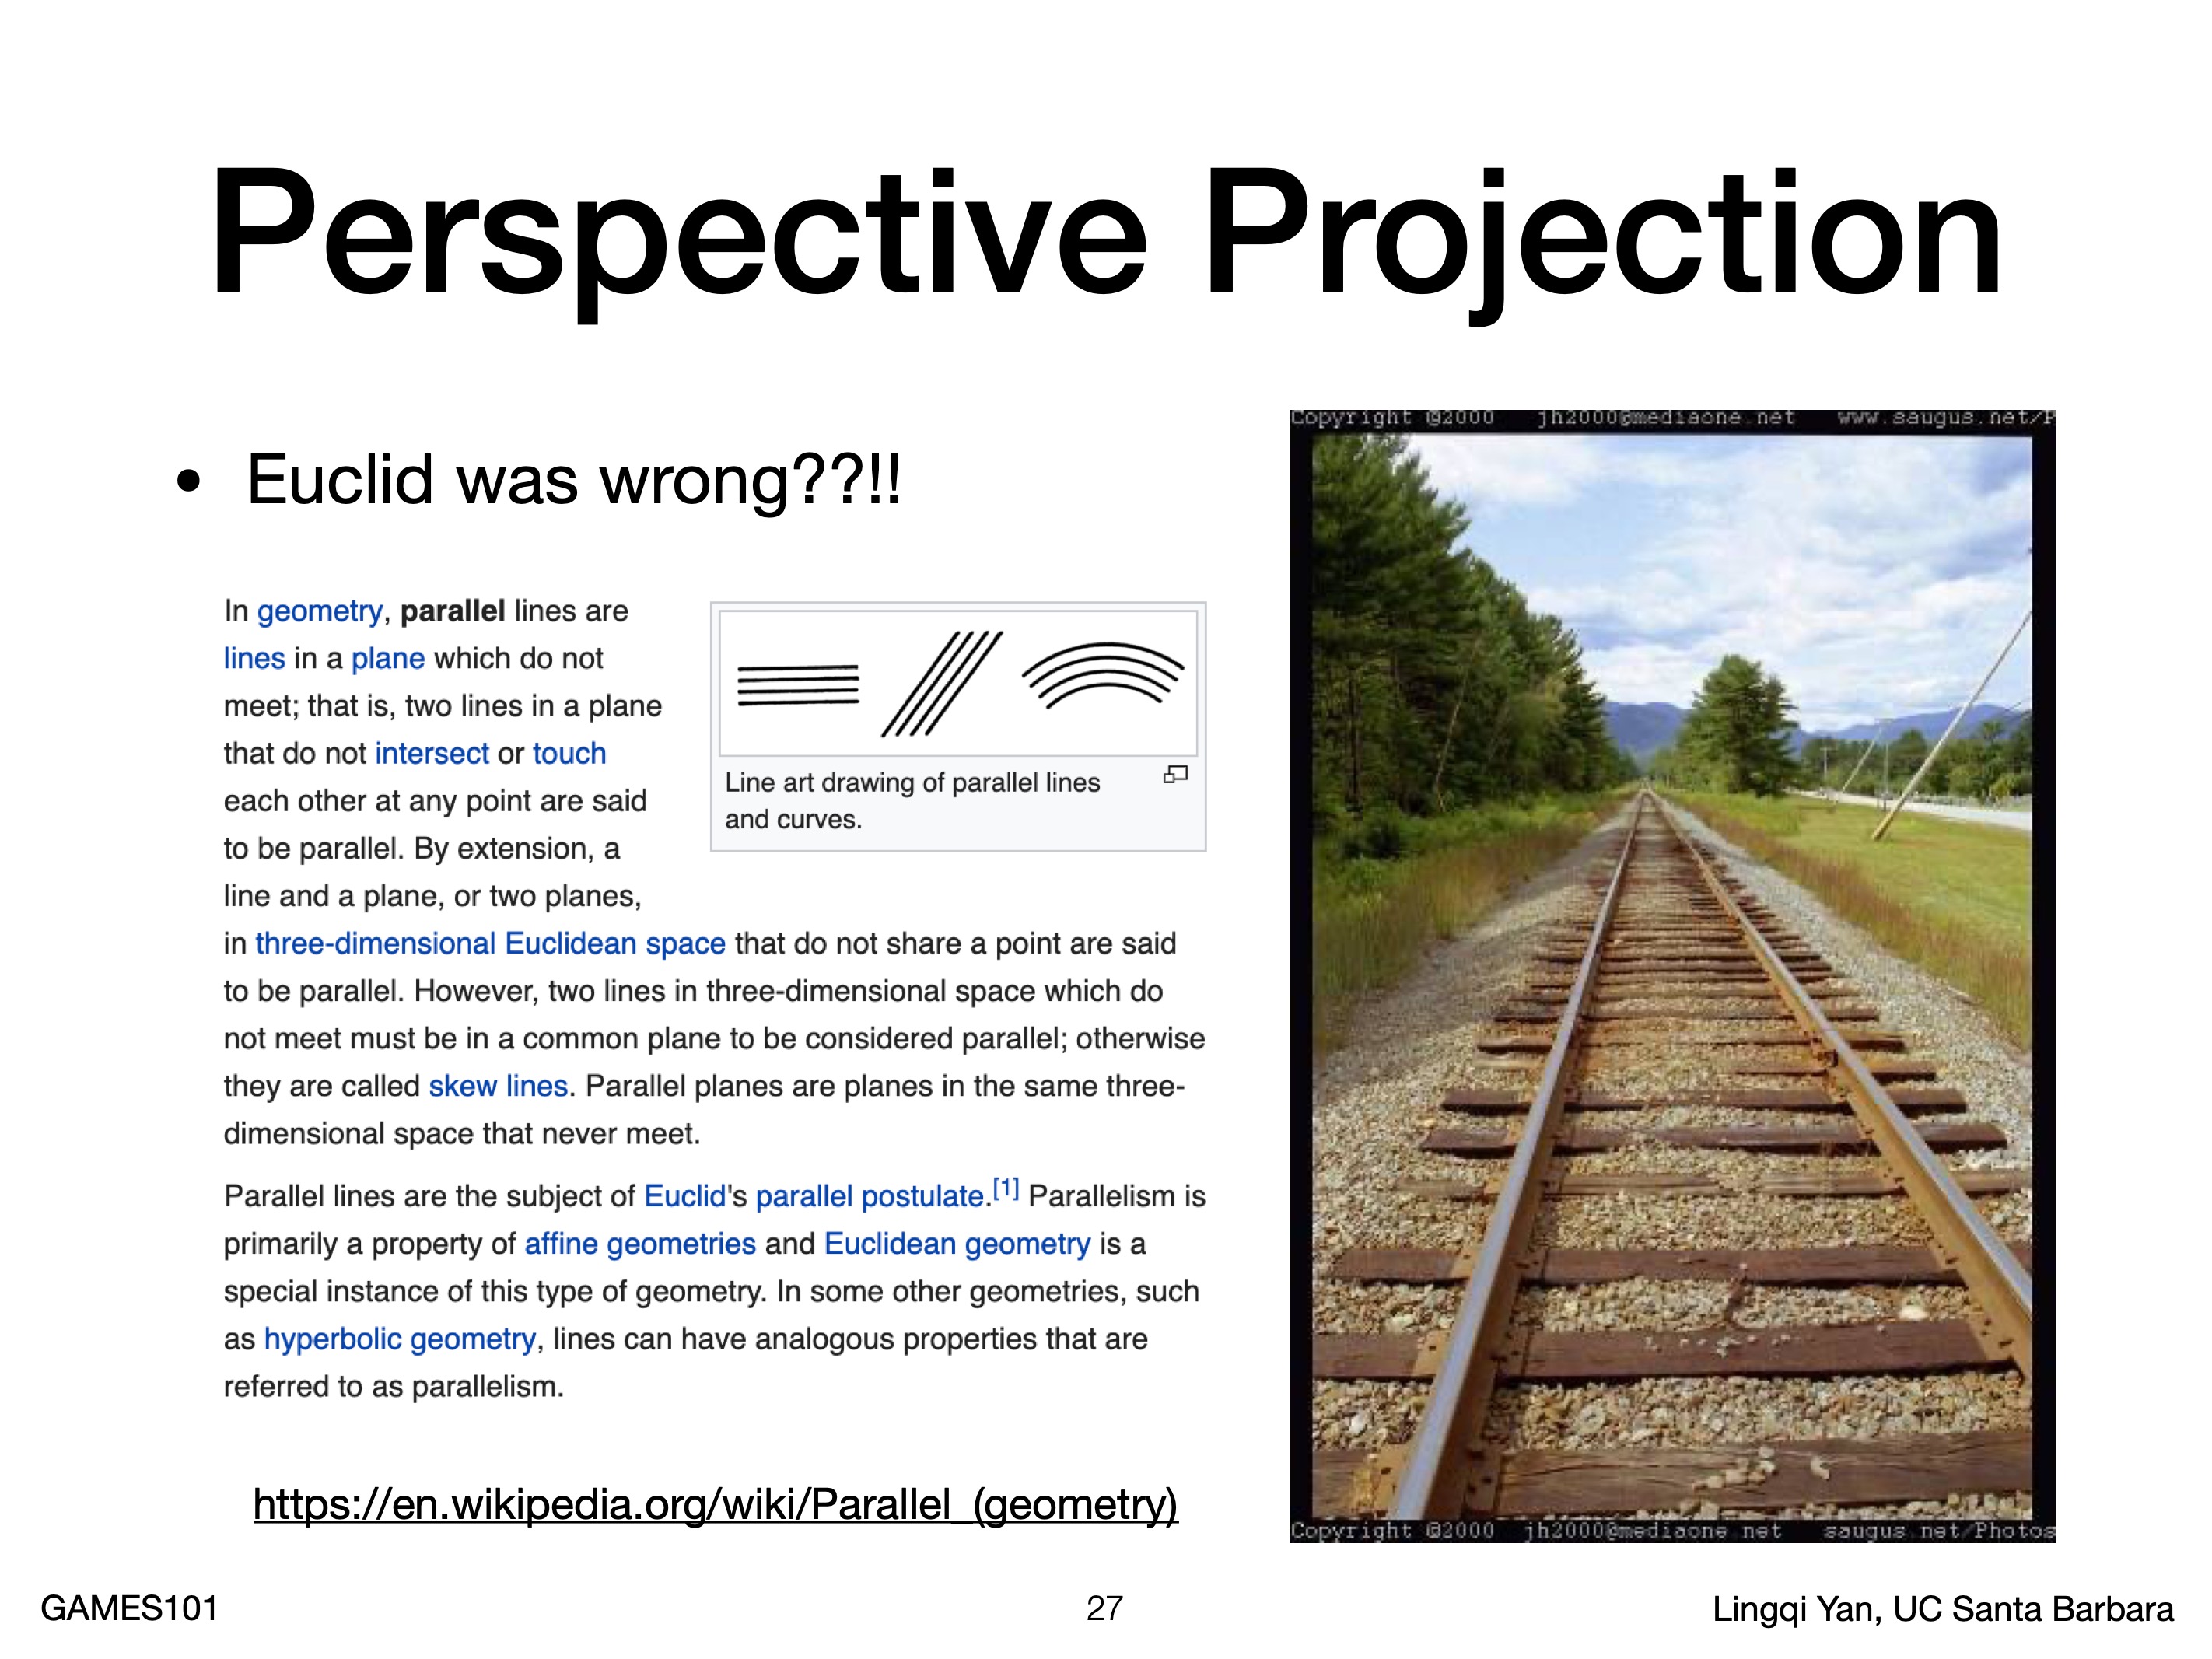 Perspective Projection
• Euclid was wrong??!!
In geometry, parallel lines are
lines in a plane which do not
meet; that is, two lines in a plane
that do not intersect or touch
each other at any point are said
to be parallel. By extension, a
line and a plane, or two planes,
in three-dimensional Euclidean space that do not share a point are said
to be parallel. However, two lines in three-dimensional space which do
not meet must be in a common plane to be considered parallel; otherwise
they are called skew lines. Parallel planes are planes in the same three-
dimensional space that never meet.
Parallel lines are the subject of Euclid's parallel postulate.[1] Parallelism is
primarily a property of affine geometries and Euclidean geometry is a
special instance of this type of geometry. In some other geometries, such
as hyperbolic geometry, lines can have analogous properties that are
referred to as parallelism.
Line art drawing of parallel lines
and curves.
https://en.wikipedia.org/wiki/Parallel_(geometry)
Copyright @2000 jh2000@mediaone.net www.saugus.net/P
Copyright @2000 jh2000@mediaone.net saugus.net/Photos
GAMES101
27
Lingqi Yan, UC Santa Barbara